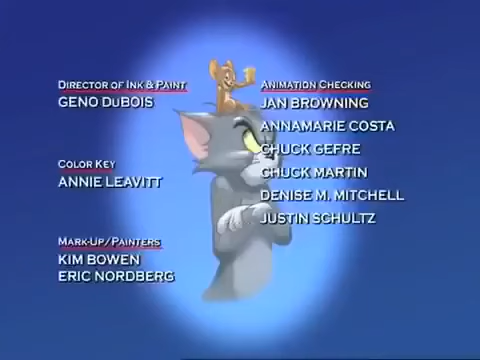 DIRECTOR OF INK & PAINT
GENO DUBOIS
COLOR KEY
ANNIE LEAVITT
MARK-UP/PAINTERS
KIM BOWEN
ERIC NORDBERG
ANIMATION CHECKING
JAN BROWNING
ANNAMARIE COSTA
CHUCK GEFRE
CHUCK MARTIN
DENISE M. MITCHELL
JUSTIN SCHULTZ